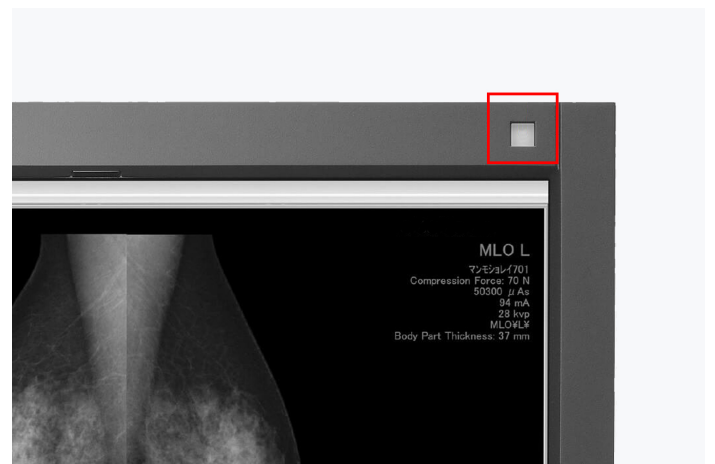 MLO L
マンモショレイ701
Compression Force: 70 N
50300 μAs
94 mA
28 kvp
MLO¥L¥
Body Part Thickness: 37 mm